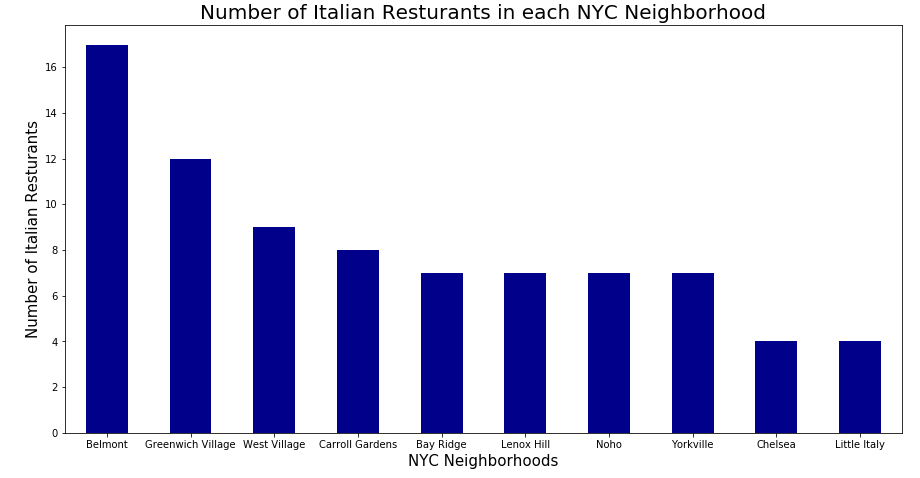 Number of Italian Resturants in each NYC Neighborhood
Number of Italian Resturants
16
14
12
10
8
6
4
2
0
Belmont Greenwich Village West Village Carroll Gardens Bay Ridge Lenox Hill Noho Yorkville Chelsea Little Italy
NYC Neighborhoods